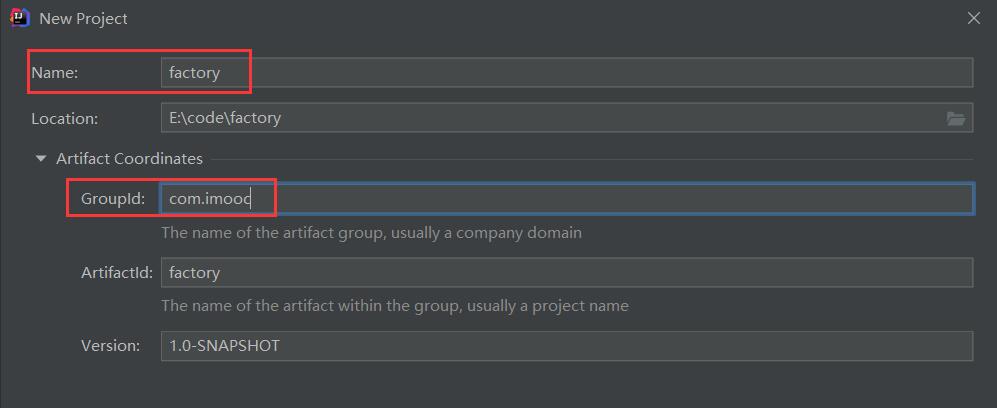 New Project
Name: factory
Location: E:\code\factory
Artifact Coordinates
GroupId: com.imooc
The name of the artifact group, usually a company domain
ArtifactId: factory
The name of the artifact within the group, usually a project name
Version: 1.0-SNAPSHOT